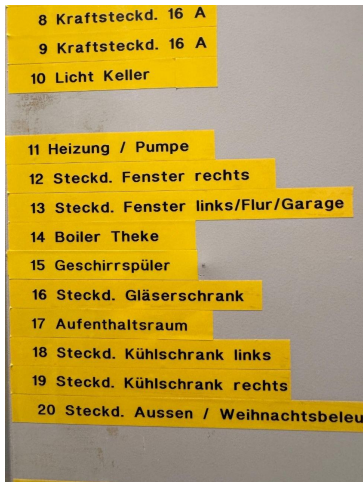 8 Kraftsteckd. 16 A
9 Kraftsteckd. 16 A
10 Licht Keller
11 Heizung / Pumpe
12 Steckd. Fenster rechts
13 Steckd. Fenster links/Flur/Garage
14 Boiler Theke
15 Geschirrspüler
16 Steckd. Gläserschrank
17 Aufenthaltsraum
18 Steckd. Kühlschrank links
19 Steckd. Kühlschrank rechts
20 Steckd. Aussen / Weihnachtsbeleu